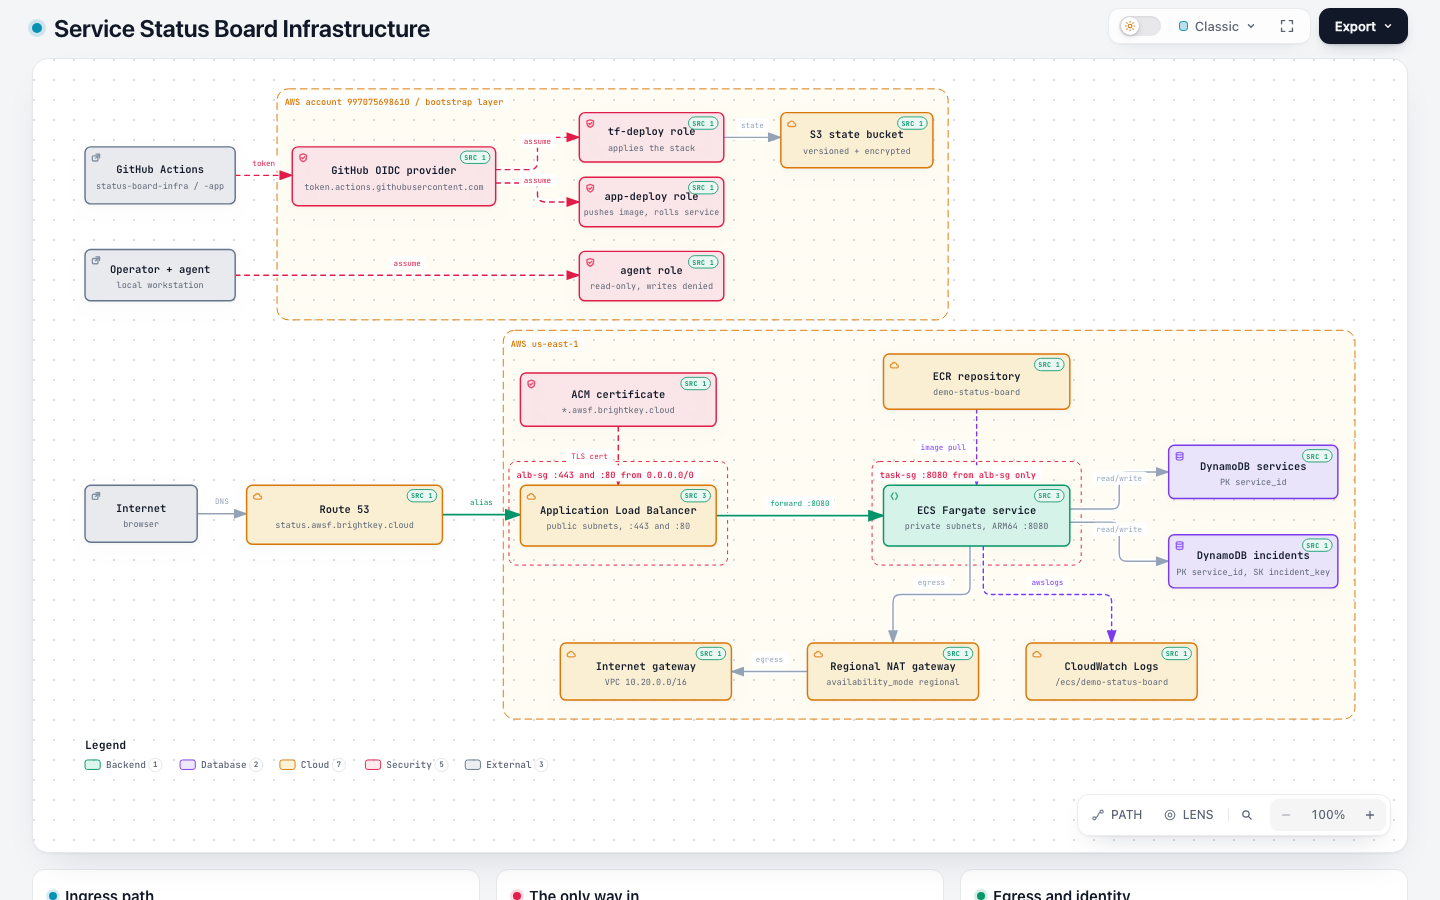 Service Status Board Infrastructure
Classic
Export
AWS account 997075698610 / bootstrap layer
GitHub Actions
status-board-infra / -app
token
SRC 1
GitHub OIDC provider
token.actions.githubusercontent.com
assume
assume
SRC 1
tf-deploy role
applies the stack
state
SRC 1
S3 state bucket
versioned + encrypted
SRC 1
app-deploy role
pushes image, rolls service
Operator + agent
local workstation
assume
SRC 1
agent role
read-only, writes denied
AWS us-east-1
SRC 1
ACM certificate
*.awsf.brightkey.cloud
TLS cert
SRC 1
ECR repository
demo-status-board
image pull
Internet
browser
DNS
SRC 1
Route 53
status.awsf.brightkey.cloud
alias
alb-sg :443 and :80 from 0.0.0.0/0
SRC 3
Application Load Balancer
public subnets, :443 and :80
forward :8080
task-sg :8080 from alb-sg only
SRC 3
ECS Fargate service
private subnets, ARM64 :8080
read/write
read/write
SRC 1
DynamoDB services
PK service_id
SRC 1
DynamoDB incidents
PK service_id, SK incident_key
egress
awslogs
SRC 1
Internet gateway
VPC 10.20.0.0/16
egress
SRC 1
Regional NAT gateway
availability_mode regional
SRC 1
CloudWatch Logs
/ecs/demo-status-board
Legend
Backend 1
Database 2
Cloud 7
Security 5
External 3
PATH
LENS
− 100% +
Ingress path
The only way in
Egress and identity